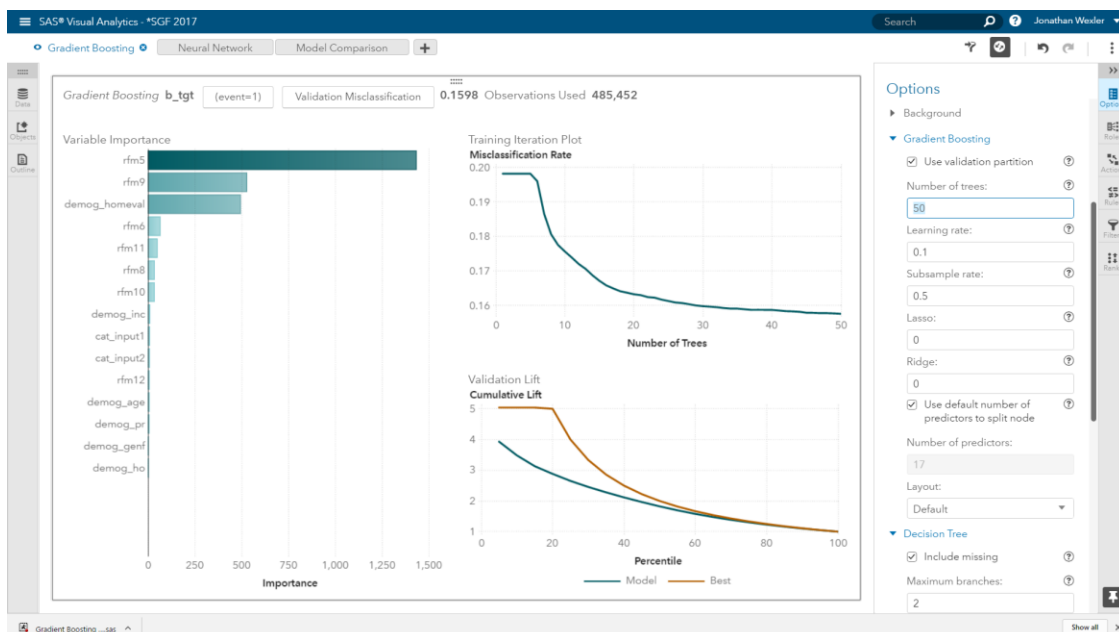 SAS® Visual Analytics - *SGF 2017
Search
Jonathan Wexler
Gradient Boosting
Neural Network
Model Comparison
Data
Objects
Outline
Gradient Boosting b_tgt (event=1) Validation Misclassification 0.1598 Observations Used 485,452
Variable Importance
rfm5
rfm9
demog_homeval
rfm6
rfm11
rfm8
rfm10
demog_inc
cat_input1
cat_input2
rfm12
demog_age
demog_pr
demog_genf
demog_ho
0 250 500 750 1,000 1,250 1,500
Importance
Training Iteration Plot
Misclassification Rate
0.20
0.19
0.18
0.17
0.16
0 10 20 30 40 50
Number of Trees
Validation Lift
Cumulative Lift
5
4
3
2
1
0 20 40 60 80 100
Percentile
Model Best
Options
Background
Gradient Boosting
Use validation partition
Number of trees:
50
Learning rate:
0.1
Subsample rate:
0.5
Lasso:
0
Ridge:
0
Use default number of
predictors to split node
Number of predictors:
17
Layout:
Default
Decision Tree
Include missing
Maximum branches:
2
Optio
Role
Actio
Rule
Filter
Rank
Gradient Boosting ....sas
Show all